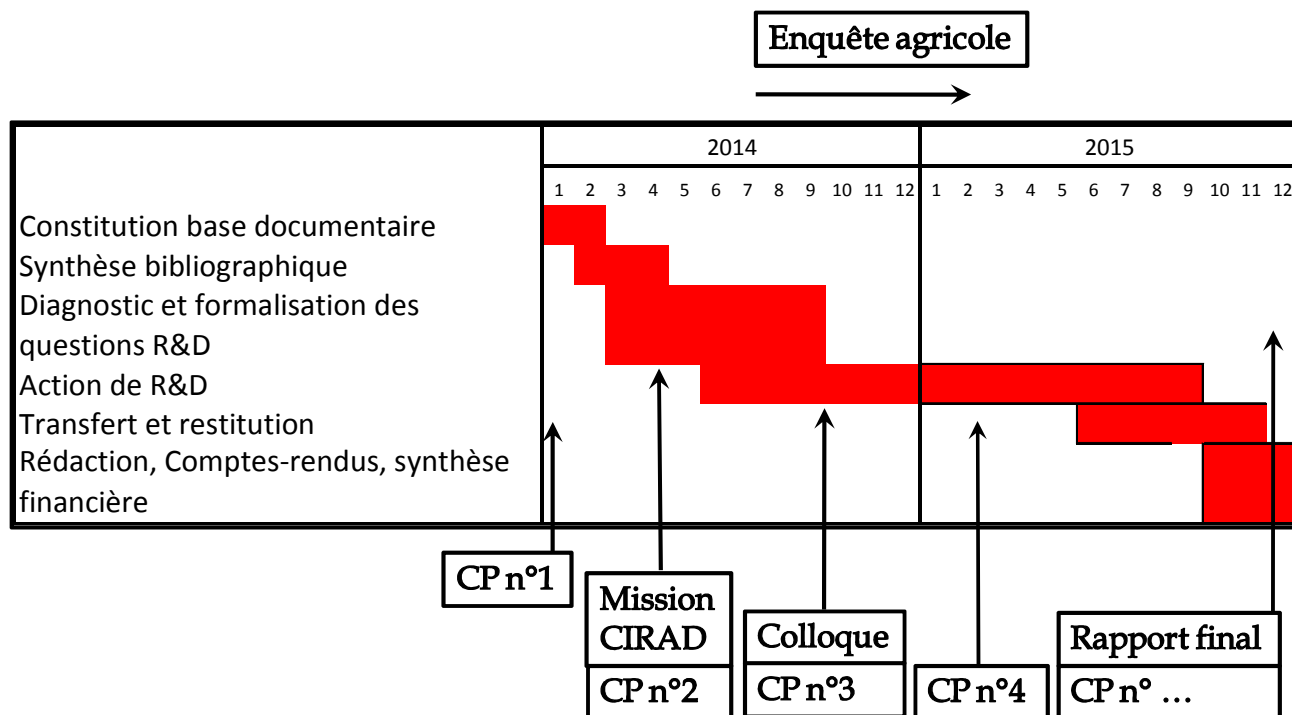 Enquête agricole
2014 2015
1 2 3 4 5 6 7 8 9 10 11 12 1 2 3 4 5 6 7 8 9 10 11 12
Constitution base documentaire
Synthèse bibliographique
Diagnostic et formalisation des
questions R&D
Action de R&D
Transfert et restitution
Rédaction, Comptes-rendus, synthèse
financière
CP n°1
Mission
CIRAD
CP n°2
Colloque
CP n°3
CP n°4
Rapport final
CP n° …